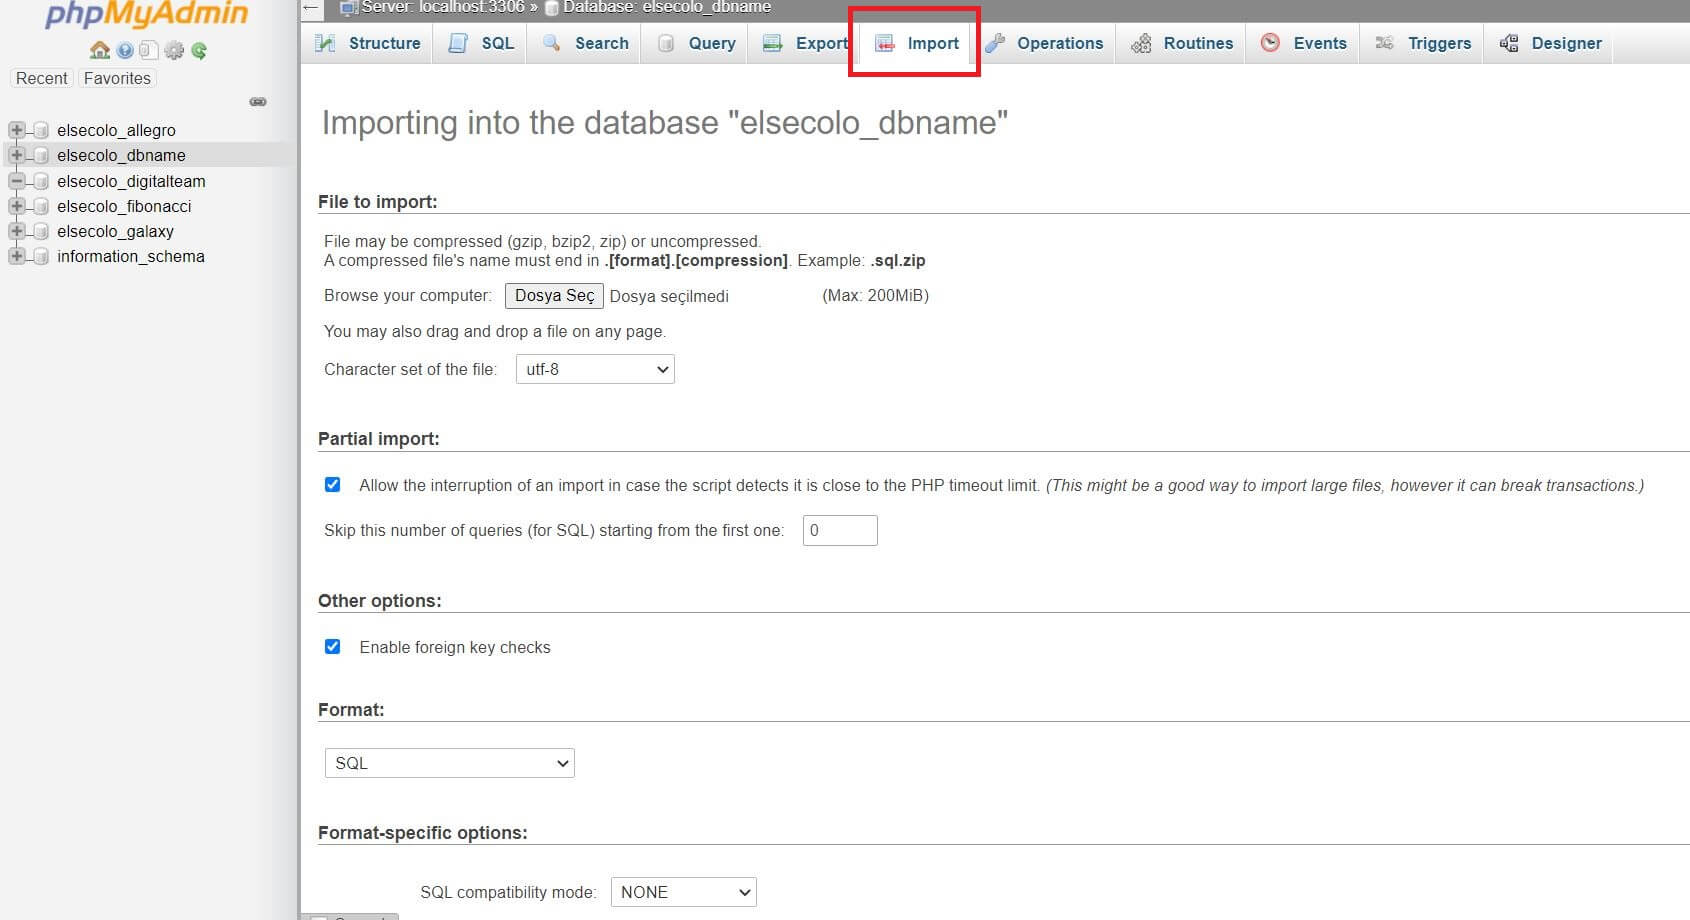 phpMyAdmin
Recent Favorites
elsecolo_allegro
elsecolo_dbname
elsecolo_digitalteam
elsecolo_fibonacci
elsecolo_galaxy
information_schema
Server: localhost:3306 » Database: elsecolo_dbname
Structure SQL Search Query Export Import Operations Routines Events Triggers Designer
Importing into the database "elsecolo_dbname"
File to import:
File may be compressed (gzip, bzip2, zip) or uncompressed.
A compressed file's name must end in .[format].[compression]. Example: .sql.zip
Browse your computer: Dosya Seç Dosya seçilmedi (Max: 200MiB)
You may also drag and drop a file on any page.
Character set of the file: utf-8
Partial import:
Allow the interruption of an import in case the script detects it is close to the PHP timeout limit. (This might be a good way to import large files, however it can break transactions.)
Skip this number of queries (for SQL) starting from the first one: 0
Other options:
Enable foreign key checks
Format:
SQL
Format-specific options:
SQL compatibility mode: NONE